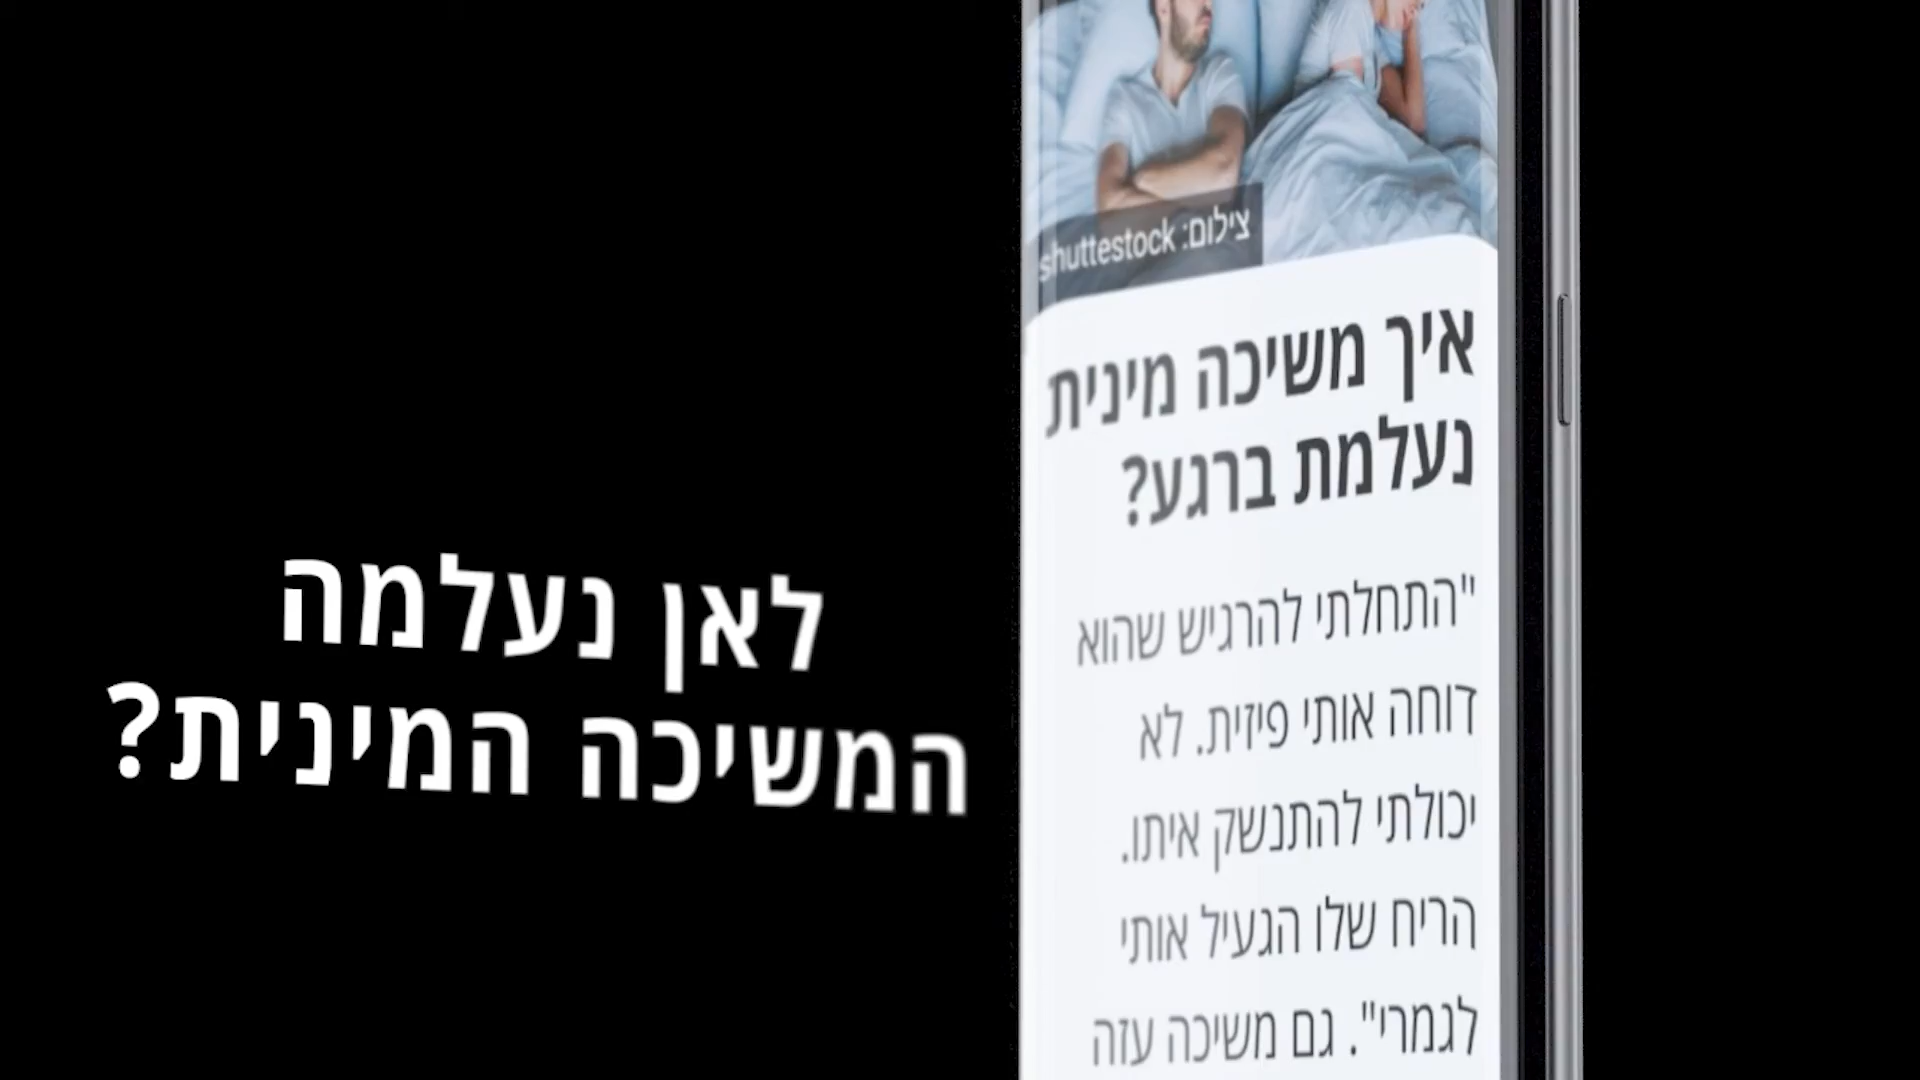 לאן נעלמה
המשיכה המינית?
צילום: shuttestock
איך משיכה מינית
נעלמת ברגע?
"התחלתי להרגיש שהוא
דוחה אותי פיזית. לא
יכולתי להתנשק איתו.
הריח שלו הגעיל אותי
לגמרי". גם משיכה עזה